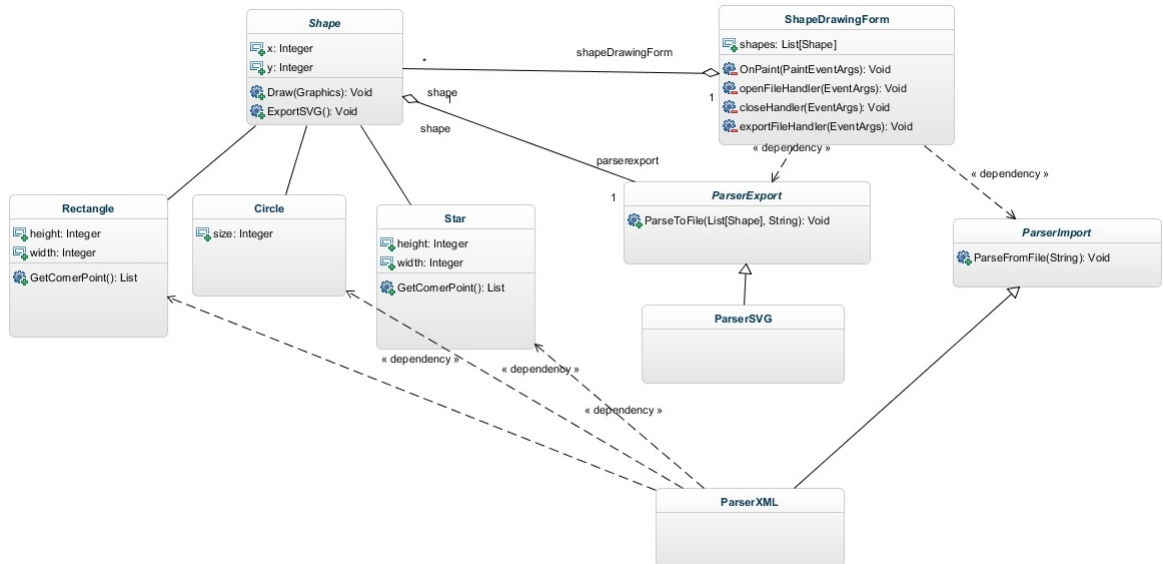 Shape
x: Integer
y: Integer
Draw(Graphics): Void
ExportSVG(): Void
ShapeDrawingForm
shapes: List[Shape]
OnPaint(PaintEventArgs): Void
openFileHandler(EventArgs): Void
closeHandler(EventArgs): Void
exportFileHandler(EventArgs): Void
shapeDrawingForm
*
1
shape
1
shape
parserexport
1
« dependency »
« dependency »
Rectangle
height: Integer
width: Integer
GetCornerPoint(): List
Circle
size: Integer
Star
height: Integer
width: Integer
GetCornerPoint(): List
ParserExport
ParseToFile(List[Shape], String): Void
ParserImport
ParseFromFile(String): Void
ParserSVG
« dependency »
« dependency »
« dependency »
ParserXML